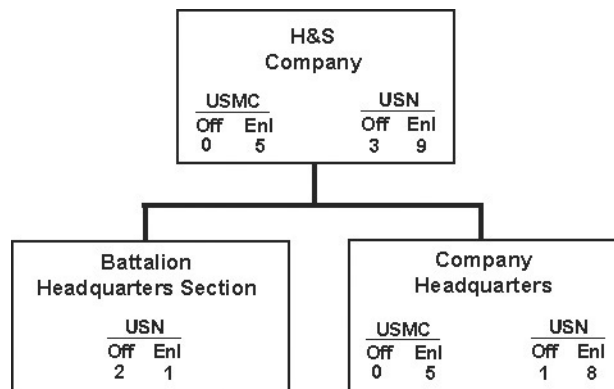 H&S
Company
USMC USN
Off Enl Off Enl
0 5 3 9
Battalion
Headquarters Section
USN
Off Enl
2 1
Company
Headquarters
USMC USN
Off Enl Off Enl
0 5 1 8